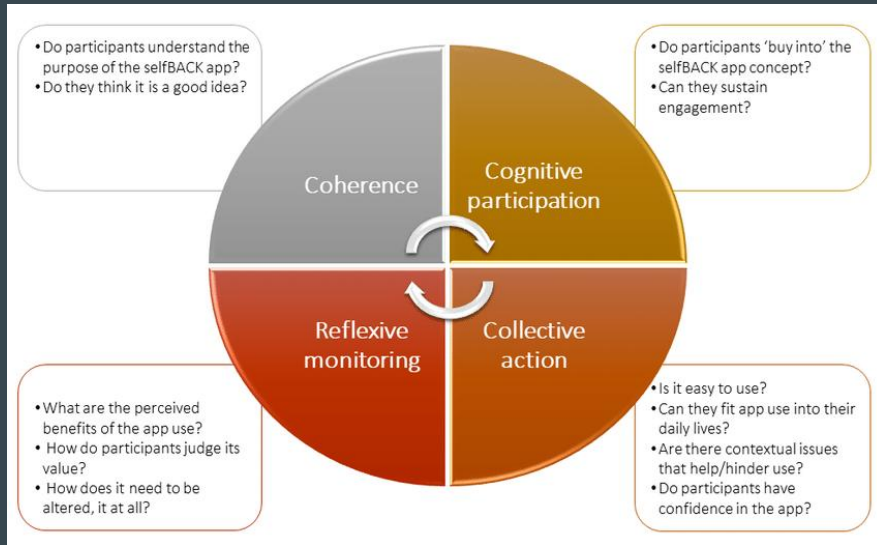 • Do participants understand the
purpose of the selfBACK app?
• Do they think it is a good idea?
• Do participants ‘buy into’ the
selfBACK app concept?
• Can they sustain
engagement?
Coherence
Cognitive
participation
Reflexive
monitoring
Collective
action
• What are the perceived
benefits of the app use?
• How do participants judge its
value?
• How does it need to be
altered, it at all?
• Is it easy to use?
• Can they fit app use into their
daily lives?
• Are there contextual issues
that help/hinder use?
• Do participants have
confidence in the app?